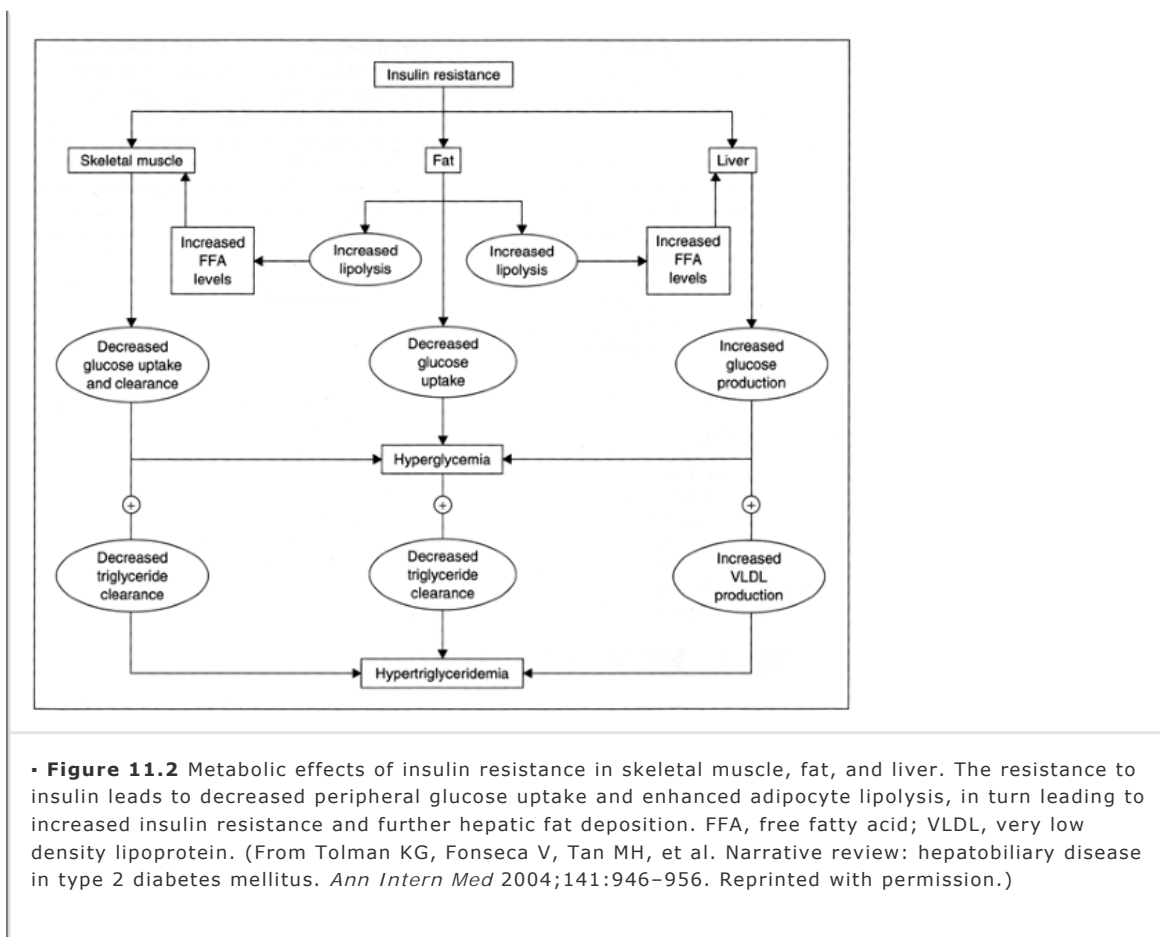 Insulin resistance
Skeletal muscle
Fat
Liver
Increased
FFA
levels
Increased
lipolysis
Increased
lipolysis
Increased
FFA
levels
Decreased
glucose uptake
and clearance
Decreased
glucose
uptake
Increased
glucose
production
Hyperglycemia
+
+
+
Decreased
triglyceride
clearance
Decreased
triglyceride
clearance
Increased
VLDL
production
Hypertriglyceridemia
▪ Figure 11.2 Metabolic effects of insulin resistance in skeletal muscle, fat, and liver. The resistance to
insulin leads to decreased peripheral glucose uptake and enhanced adipocyte lipolysis, in turn leading to
increased insulin resistance and further hepatic fat deposition. FFA, free fatty acid; VLDL, very low
density lipoprotein. (From Tolman KG, Fonseca V, Tan MH, et al. Narrative review: hepatobiliary disease
in type 2 diabetes mellitus. Ann Intern Med 2004;141:946–956. Reprinted with permission.)